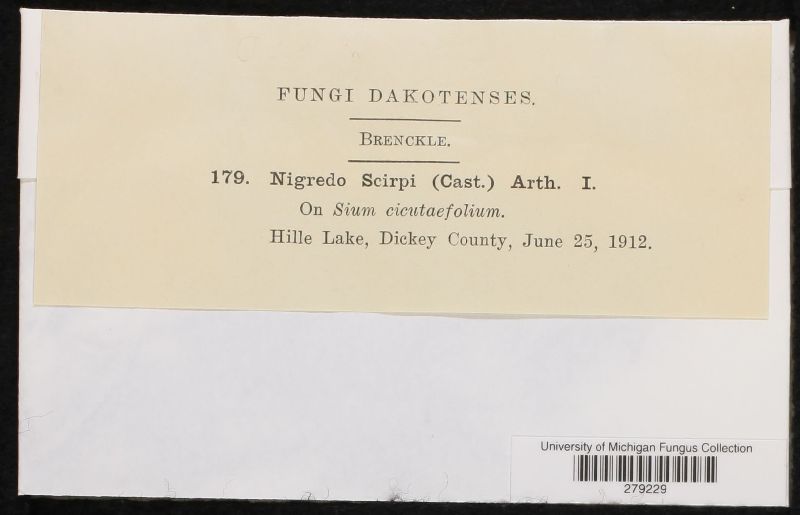 FUNGI DAKOTENSES.
BRENCKLE.
179. Nigredo Scirpi (Cast.) Arth. I.
On Sium cicutaefolium.
Hille Lake, Dickey County, June 25, 1912.
University of Michigan Fungus Collection
279229